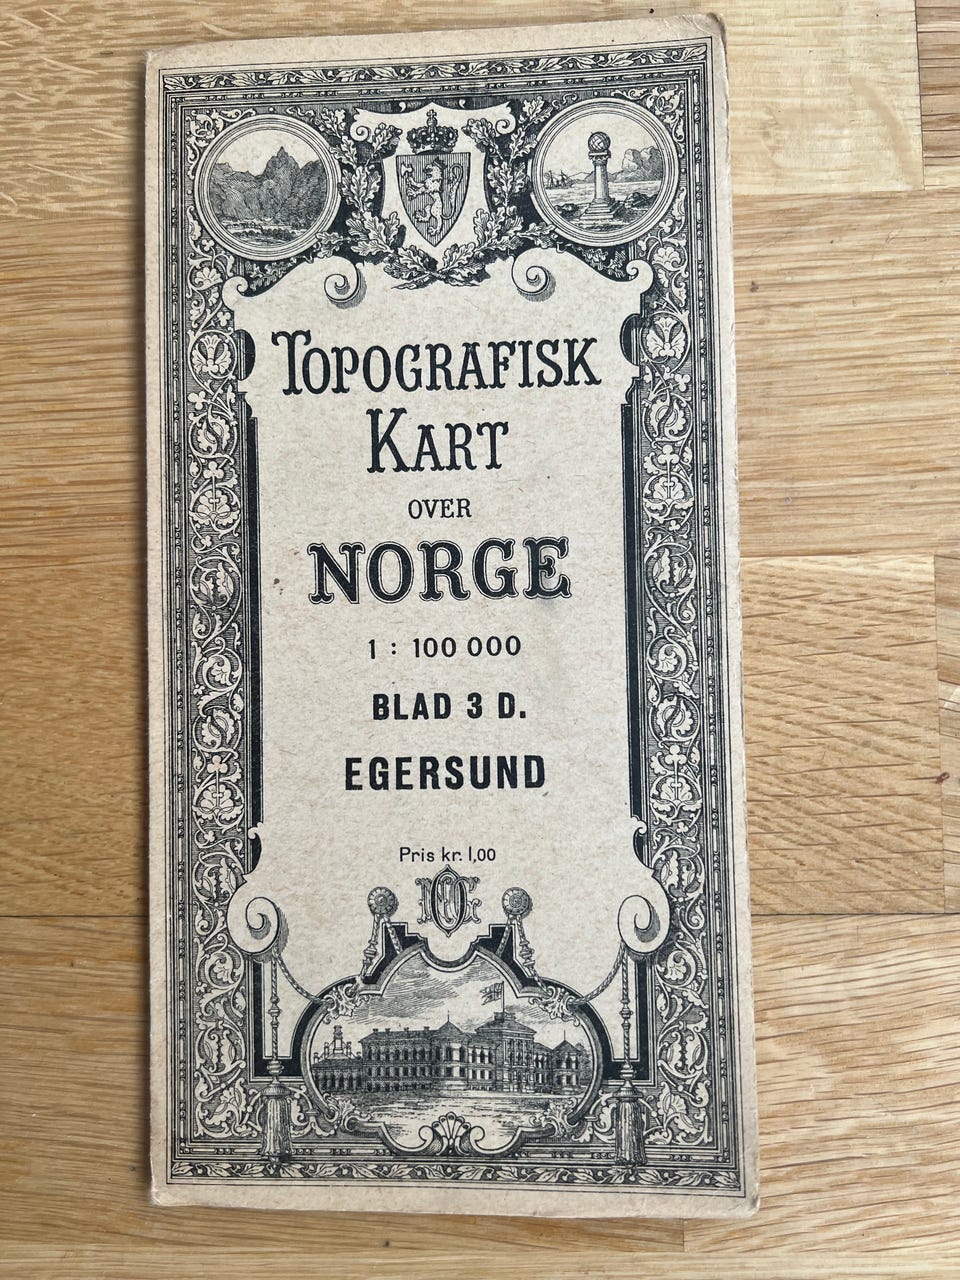 TOPOGRAFISK
KART
OVER
NORGE
1 : 100 000
BLAD 3 D.
EGERSUND
Pris kr. 1,00